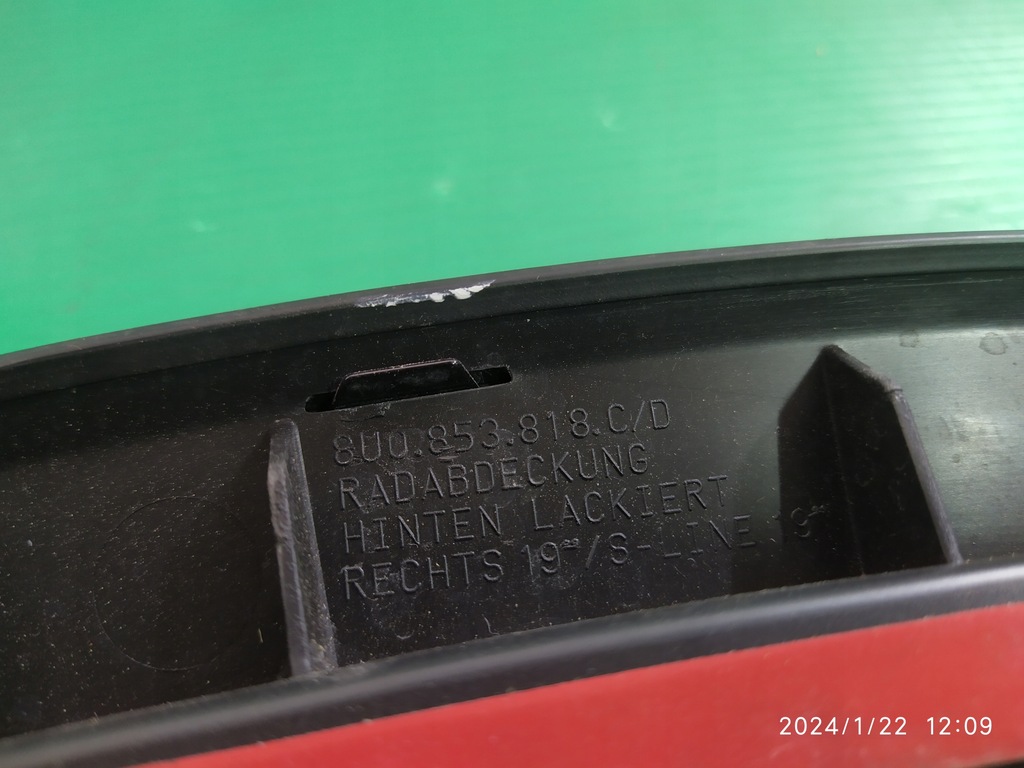 8U0.853.818.C/D
RADABDECKUNG
HINTEN LACKIERT
RECHTS 19"/S-LINE 19"
2024/1/22 12:09